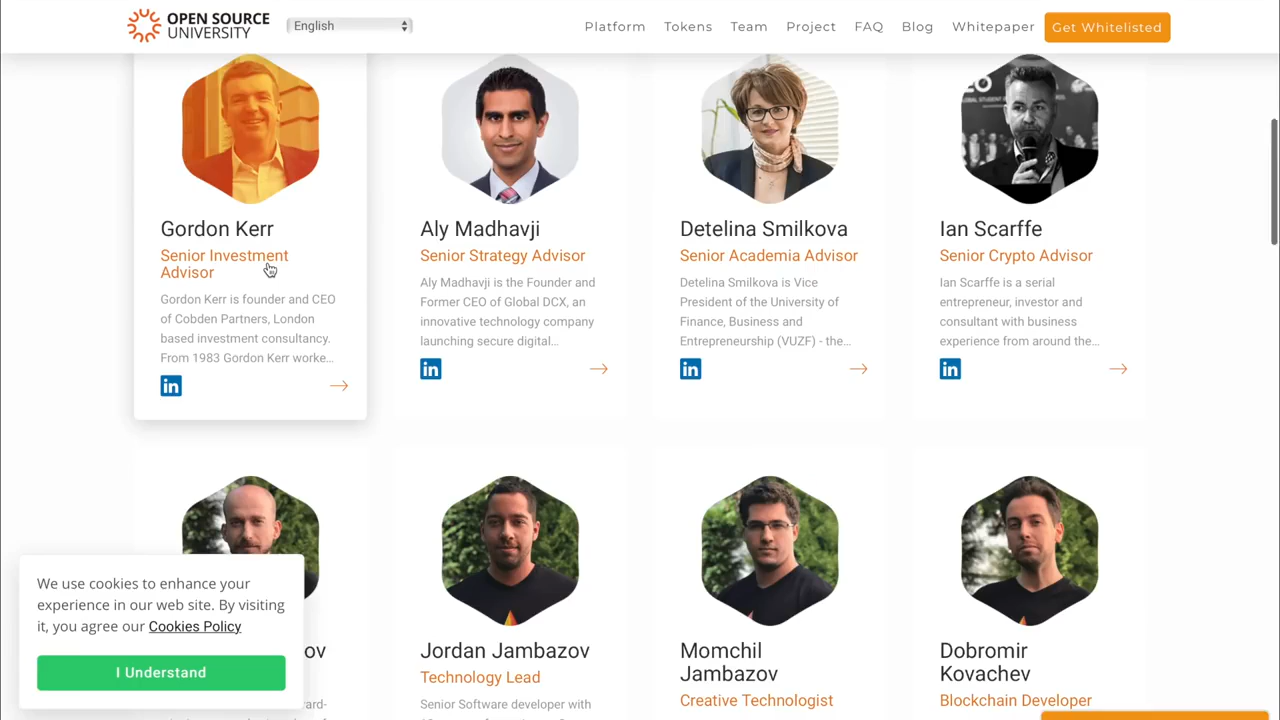 OPEN SOURCE
UNIVERSITY
English
Platform
Tokens
Team
Project
FAQ
Blog
Whitepaper
Get Whitelisted
Gordon Kerr
Senior Investment
Advisor
Gordon Kerr is founder and CEO
of Cobden Partners, London
based investment consultancy.
From 1983 Gordon Kerr worke...
in
Aly Madhavji
Senior Strategy Advisor
Aly Madhavji is the Founder and
Former CEO of Global DCX, an
innovative technology company
launching secure digital...
in
Detelina Smilkova
Senior Academia Advisor
Detelina Smilkova is Vice
President of the University of
Finance, Business and
Entrepreneurship (VUZF) - the...
in
Ian Scarffe
Senior Crypto Advisor
Ian Scarffe is a serial
entrepreneur, investor and
consultant with business
experience from around the...
in
We use cookies to enhance your
experience in our web site. By visiting
it, you agree our Cookies Policy
I Understand
ov
Jordan Jambazov
Technology Lead
Senior Software developer with
Momchil
Jambazov
Creative Technologist
Dobromir
Kovachev
Blockchain Developer